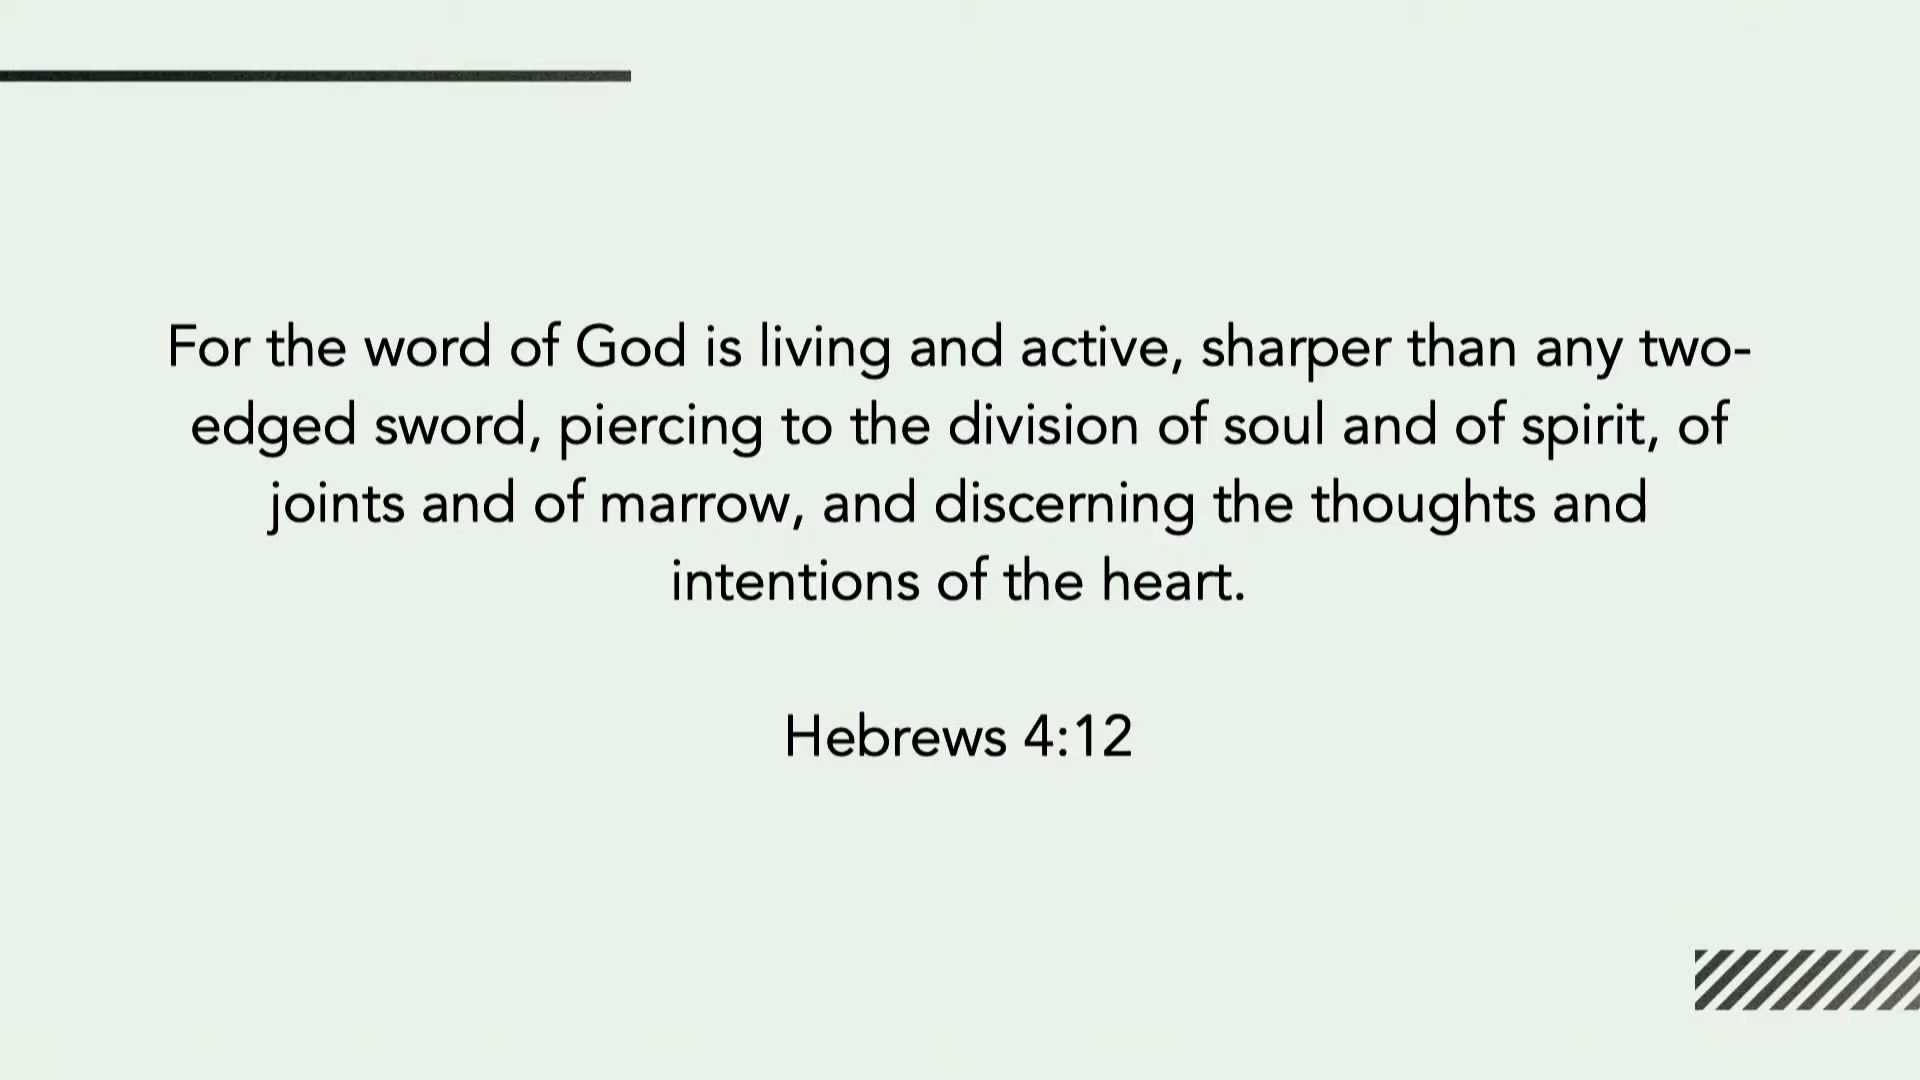 For the word of God is living and active, sharper than any two-
edged sword, piercing to the division of soul and of spirit, of
joints and of marrow, and discerning the thoughts and
intentions of the heart.
Hebrews 4:12